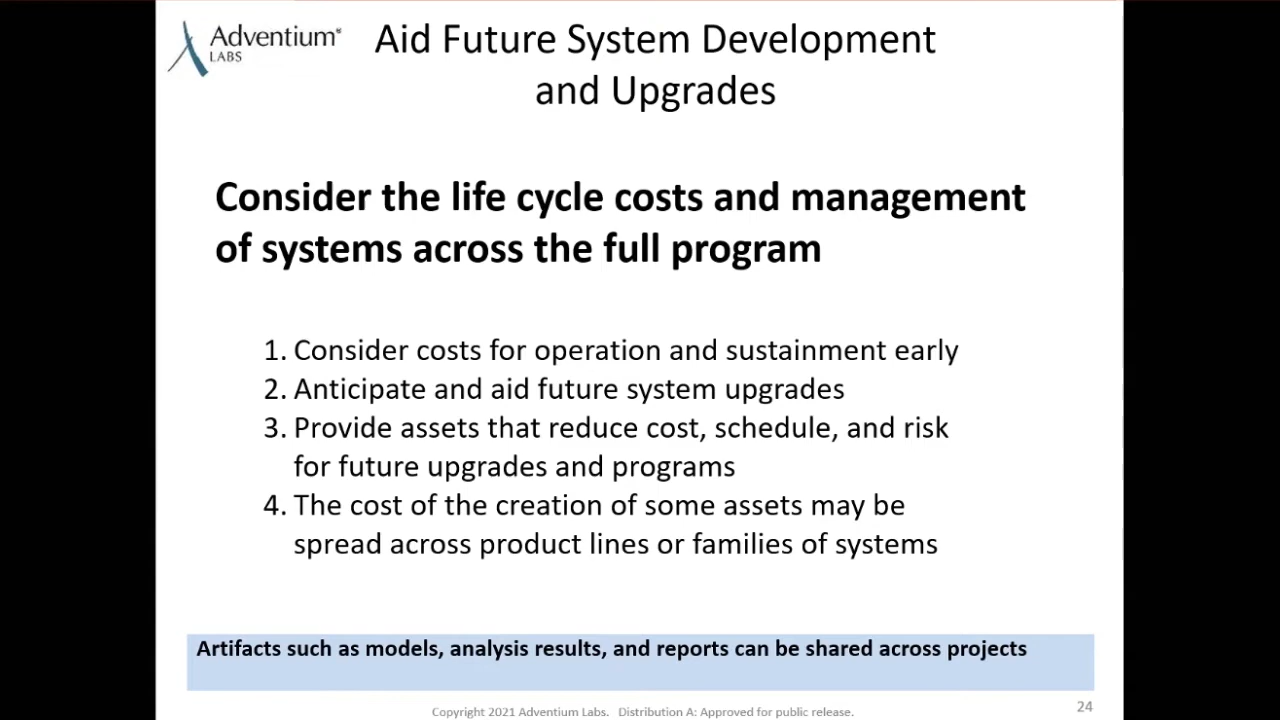 Adventium®
LABS
Aid Future System Development
and Upgrades
Consider the life cycle costs and management
of systems across the full program
1. Consider costs for operation and sustainment early
2. Anticipate and aid future system upgrades
3. Provide assets that reduce cost, schedule, and risk
for future upgrades and programs
4. The cost of the creation of some assets may be
spread across product lines or families of systems
Artifacts such as models, analysis results, and reports can be shared across projects
Copyright 2021 Adventium Labs. Distribution A: Approved for public release.
24